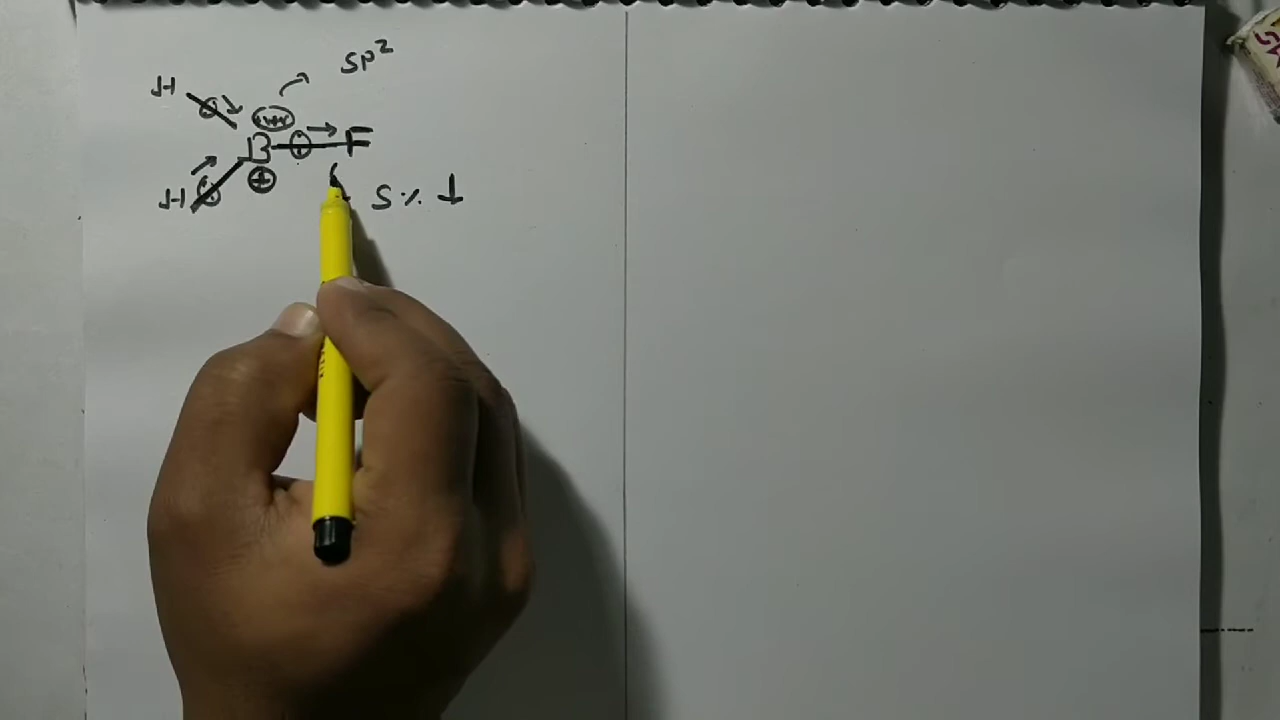 SP²
H
B F
⊕
H S% ↓